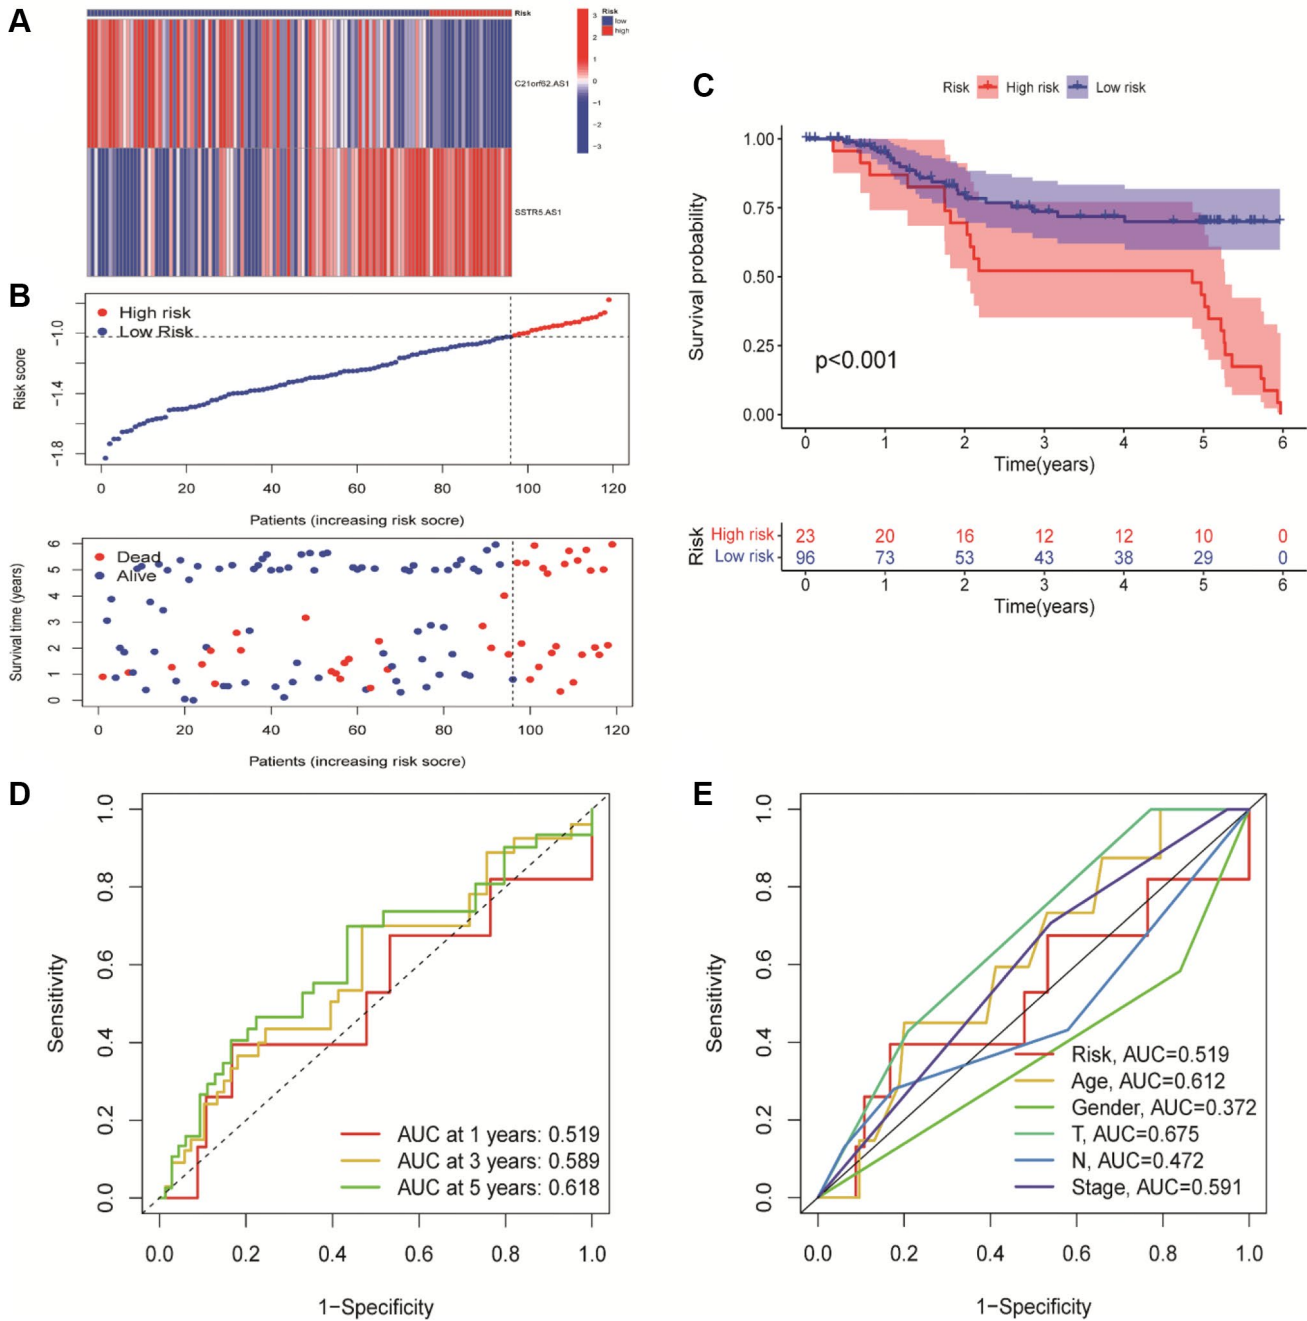 A
Risk
3
2
1
0
−1
−2
−3
Risk
low
high
C21orf62.AS1
SSTR5.AS1
B
High risk
Low Risk
Risk score
−1.0
−1.4
−1.8
0 20 40 60 80 100 120
Patients (increasing risk socre)
Dead
Alive
Survival time (years)
6
5
4
3
2
1
0
0 20 40 60 80 100 120
Patients (increasing risk socre)
C
Risk High risk Low risk
Survival probability
1.00
0.75
0.50
0.25
0.00
p<0.001
0 1 2 3 4 5 6
Time(years)
Risk
High risk 23 20 16 12 12 10 0
Low risk 96 73 53 43 38 29 0
0 1 2 3 4 5 6
Time(years)
D
Sensitivity
1.0
0.8
0.6
0.4
0.2
0.0
AUC at 1 years: 0.519
AUC at 3 years: 0.589
AUC at 5 years: 0.618
0.0 0.2 0.4 0.6 0.8 1.0
1−Specificity
E
Sensitivity
1.0
0.8
0.6
0.4
0.2
0.0
Risk, AUC=0.519
Age, AUC=0.612
Gender, AUC=0.372
T, AUC=0.675
N, AUC=0.472
Stage, AUC=0.591
0.0 0.2 0.4 0.6 0.8 1.0
1−Specificity